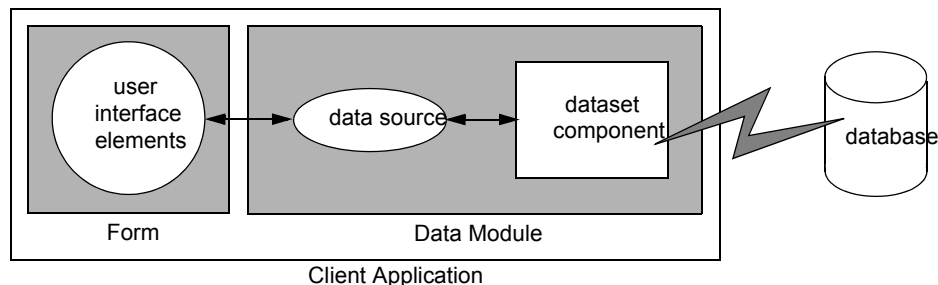 user
interface
elements
data source
dataset
component
database
Form
Data Module
Client Application